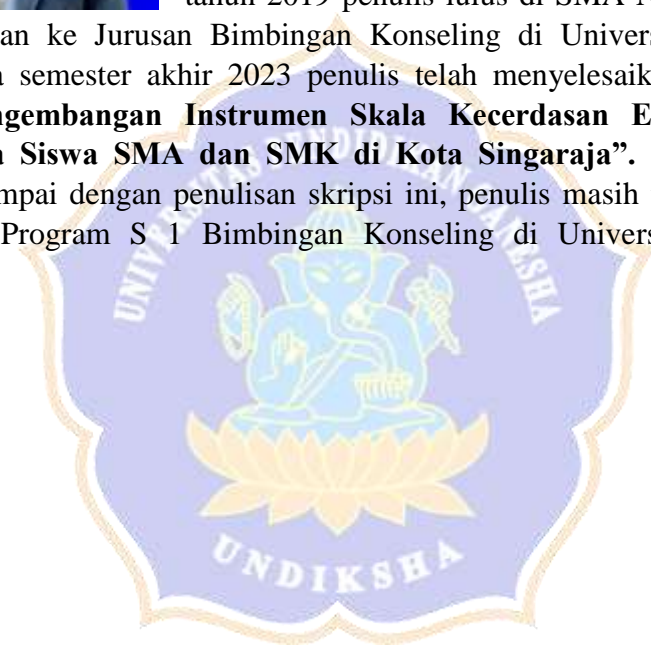 tahun 2019 penulis lulus di SMA N
an ke Jurusan Bimbingan Konseling di Univers
a semester akhir 2023 penulis telah menyelesaik
ngembangan Instrumen Skala Kecerdasan E
a Siswa SMA dan SMK di Kota Singaraja”.
mpai dengan penulisan skripsi ini, penulis masih
Program S 1 Bimbingan Konseling di Univers
UNIVERSITAS PENDIDIKAN GANESHA
UNDIKSHA